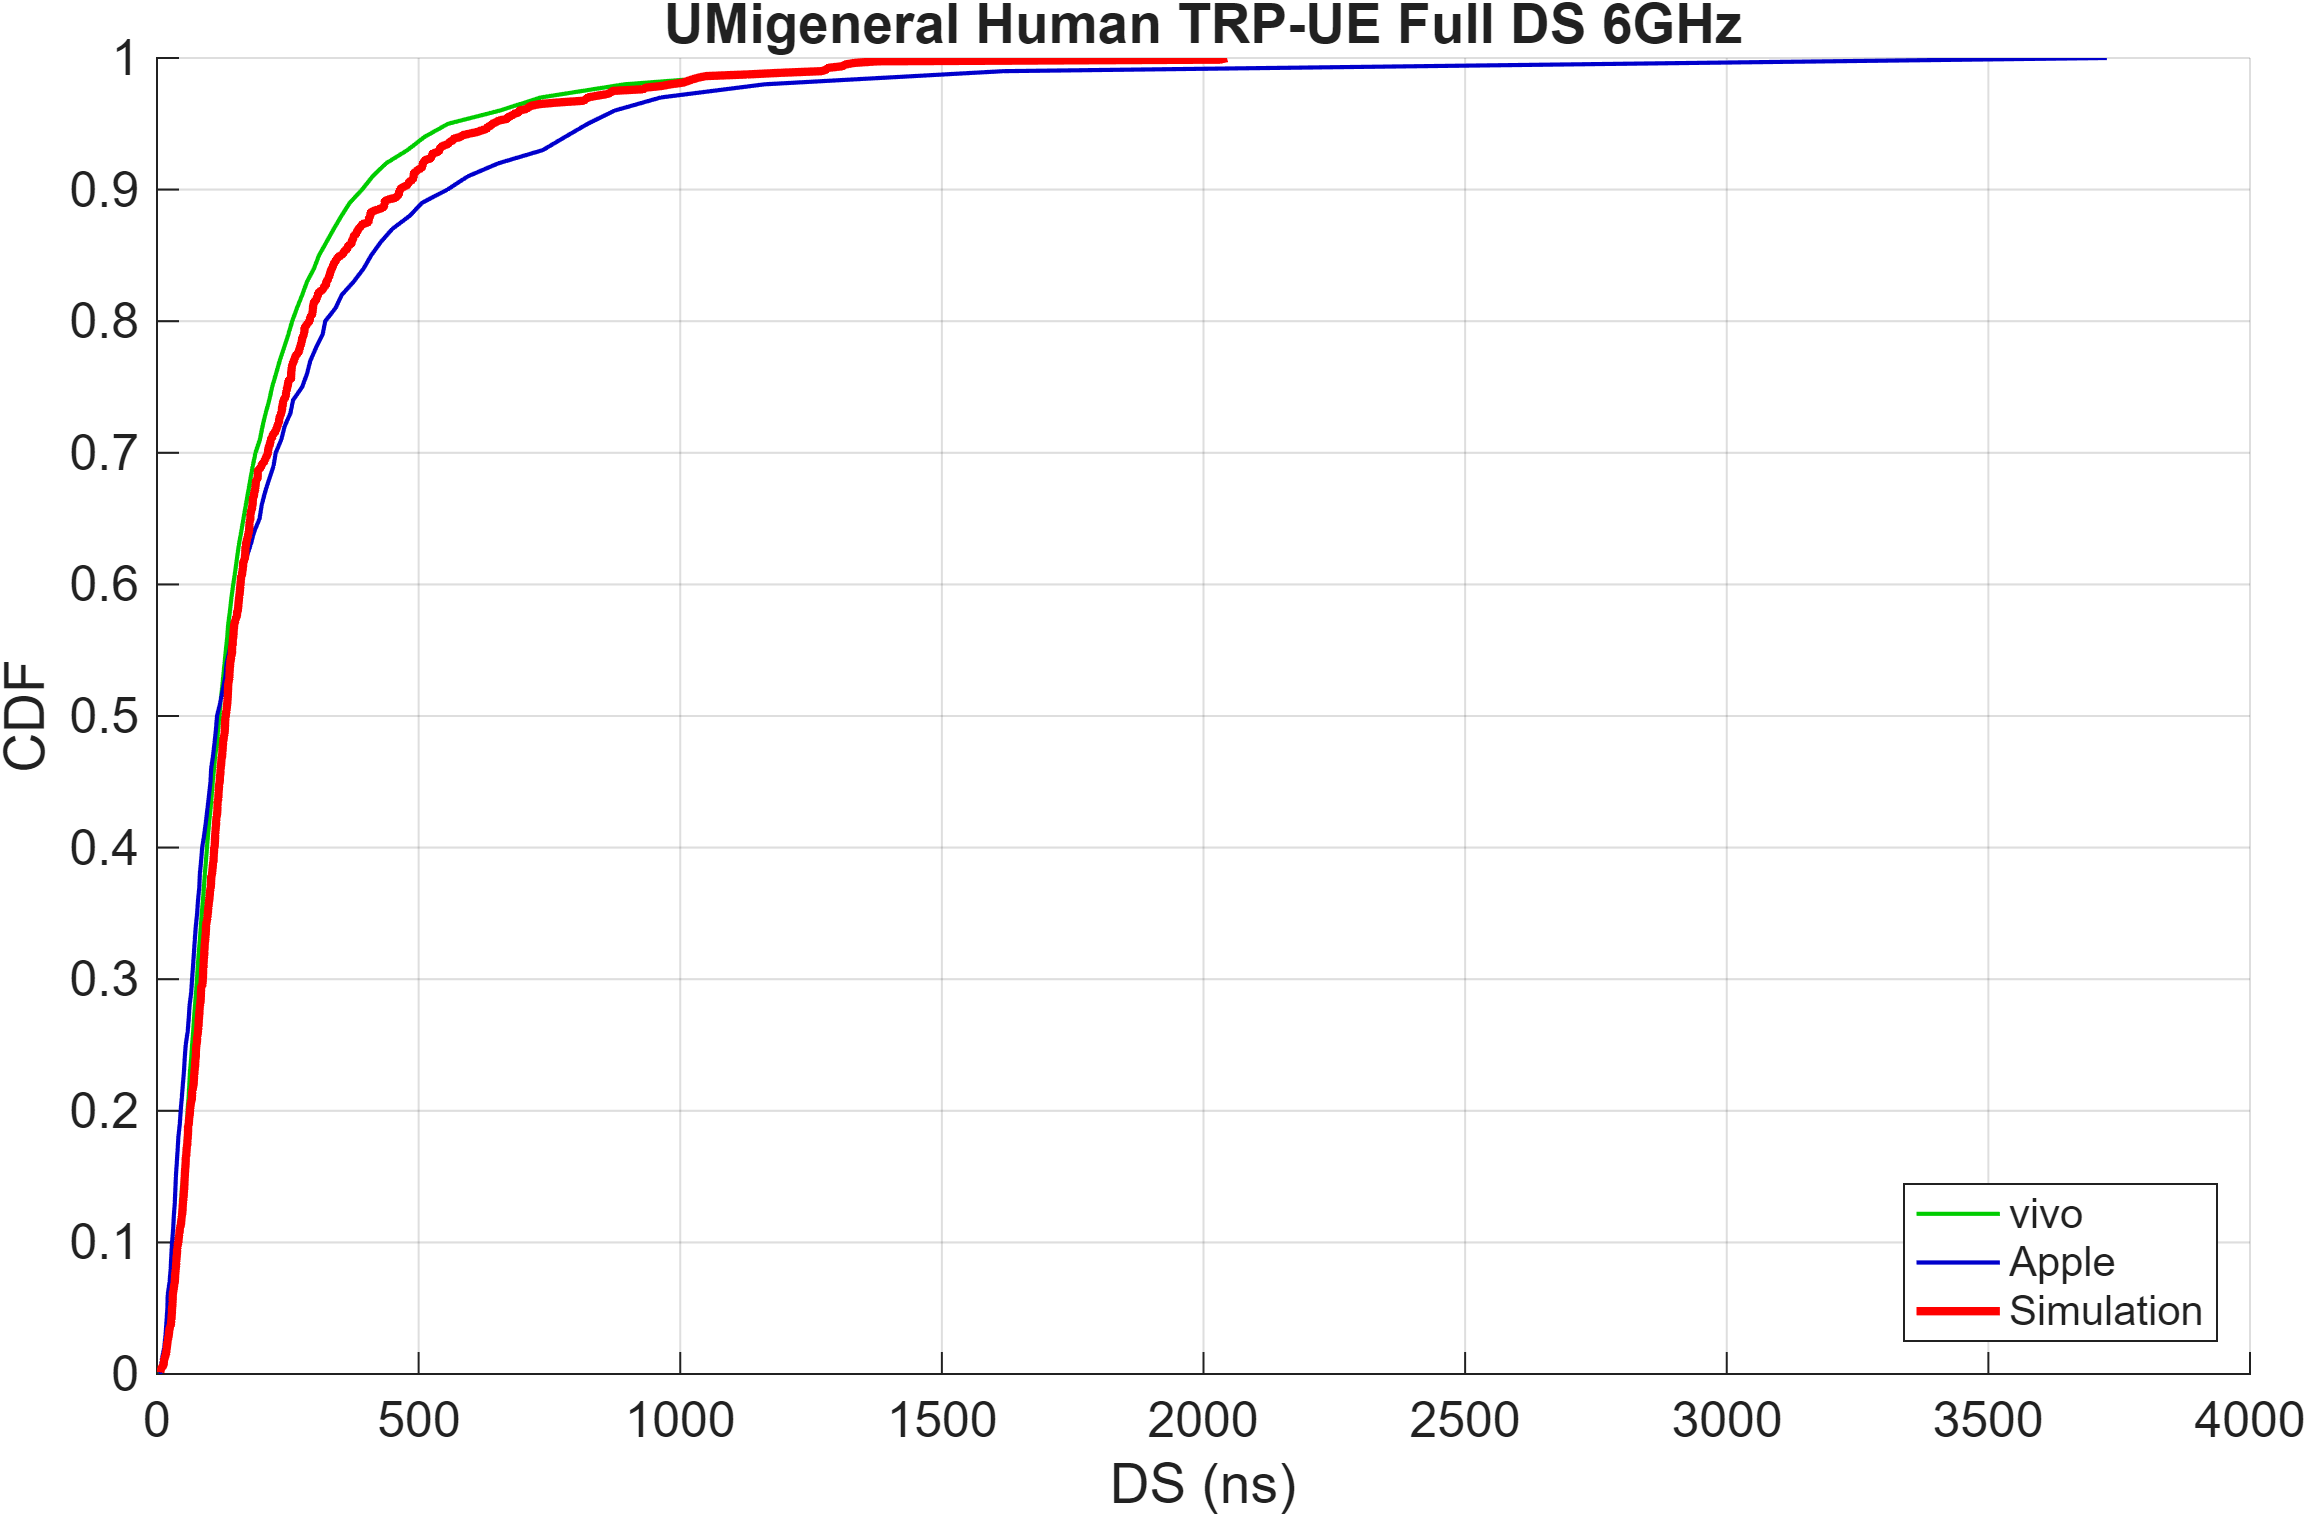 UMigeneral Human TRP-UE Full DS 6GHz
1
0.9
0.8
0.7
0.6
0.5
0.4
0.3
0.2
0.1
0
CDF
0 500 1000 1500 2000 2500 3000 3500 4000
DS (ns)
vivo
Apple
Simulation